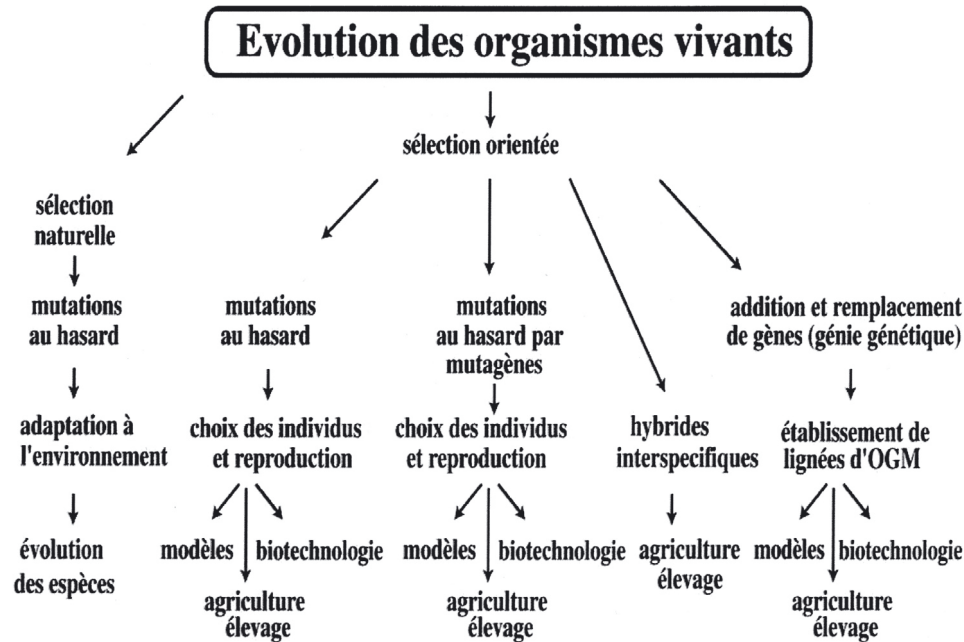 Evolution des organismes vivants
sélection orientée
sélection
naturelle
mutations
au hasard
adaptation à
l'environnement
évolution
des espèces
mutations
au hasard
choix des individus
et reproduction
modèles
biotechnologie
agriculture
élevage
mutations
au hasard par
mutagènes
choix des individus
et reproduction
modèles
biotechnologie
agriculture
élevage
hybrides
interspecifiques
agriculture
élevage
addition et remplacement
de gènes (génie génétique)
établissement de
lignées d'OGM
modèles
biotechnologie
agriculture
élevage